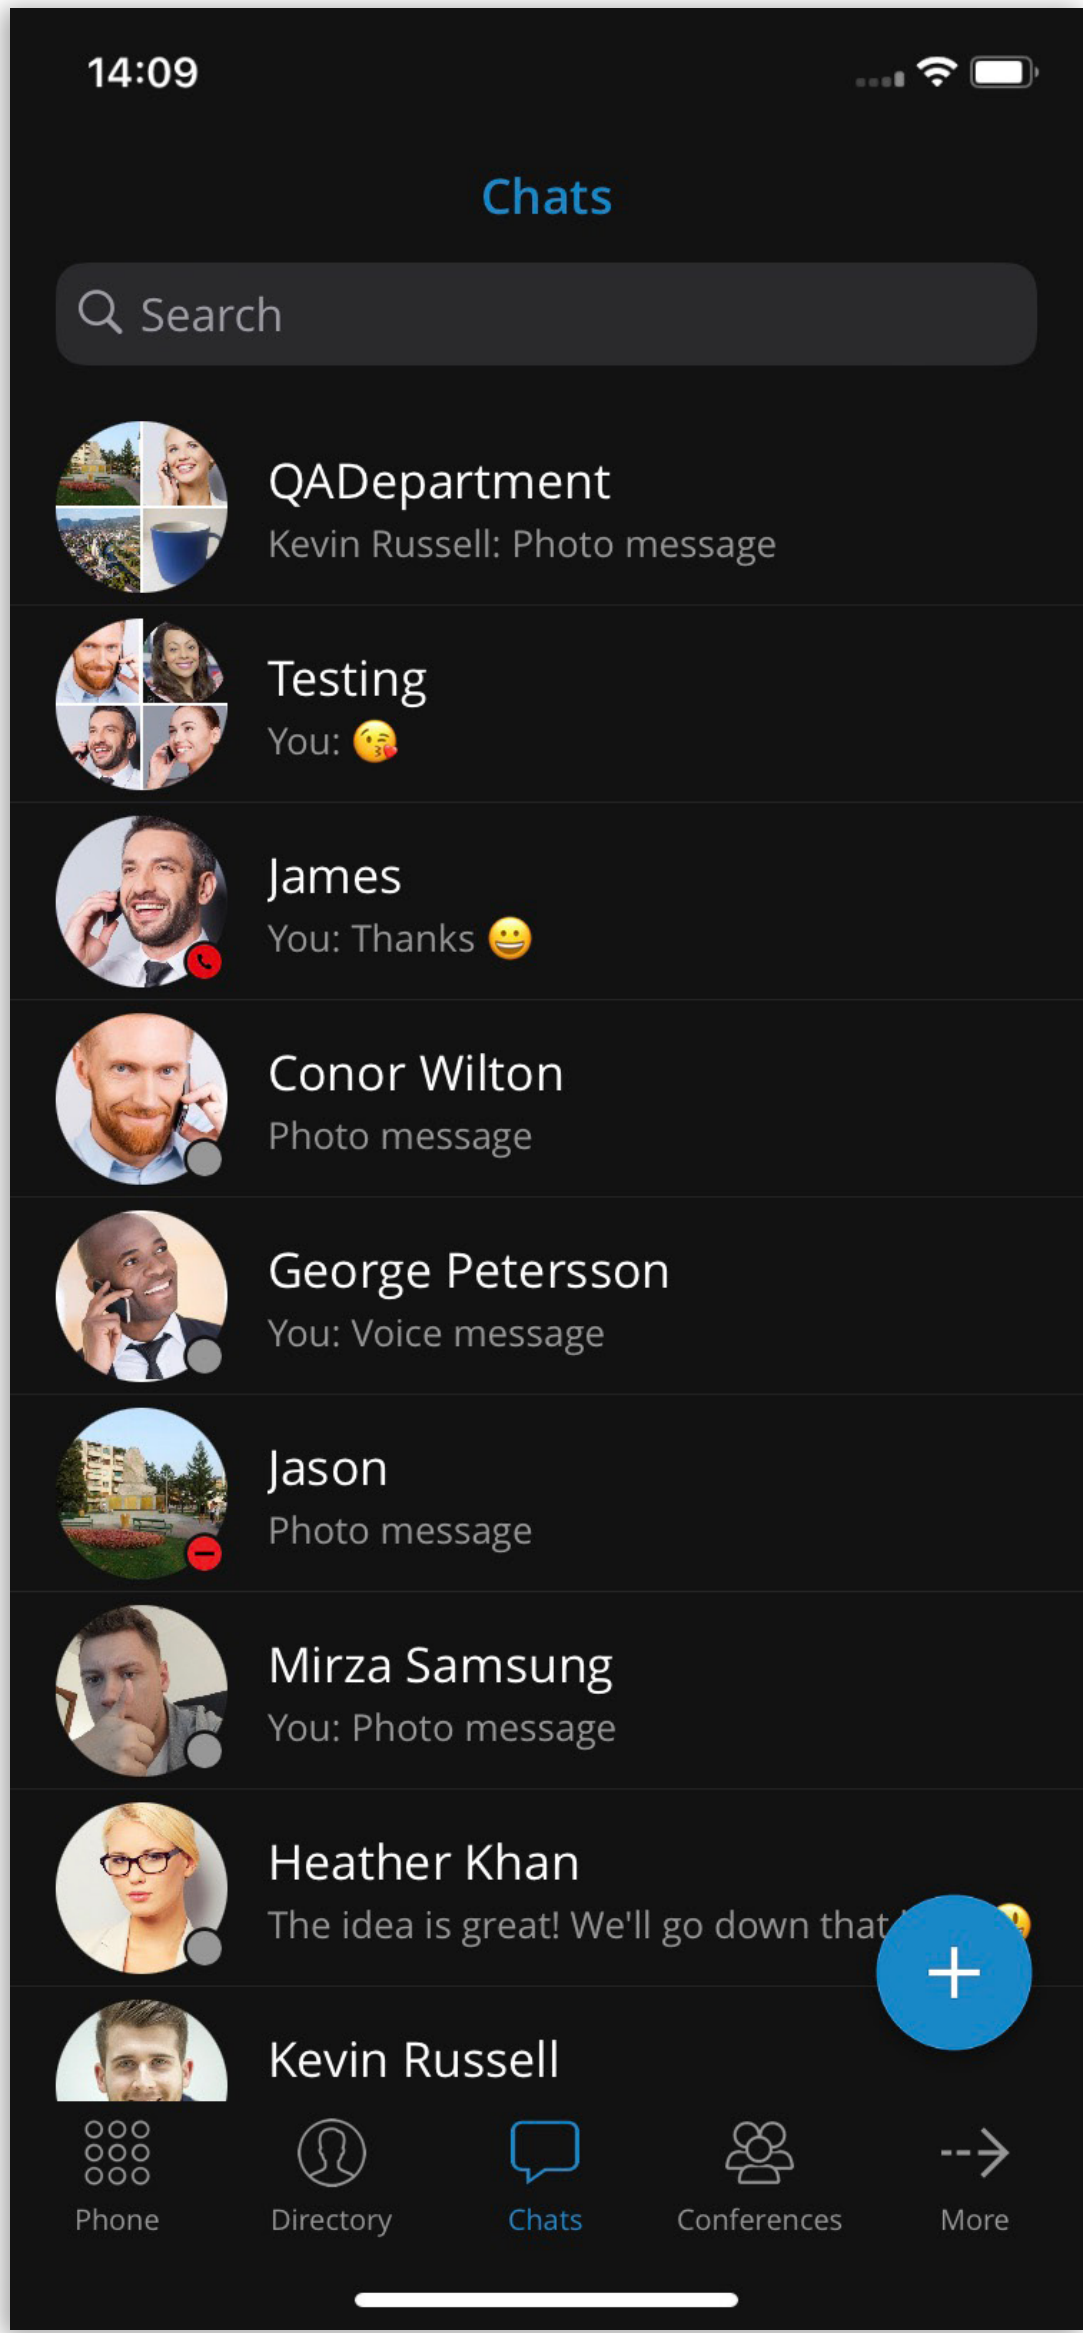 14:09
Chats
Search
QADepartment
Kevin Russell: Photo message
Testing
You: 😘
James
You: Thanks 😀
Conor Wilton
Photo message
George Petersson
You: Voice message
Jason
Photo message
Mirza Samsung
You: Photo message
Heather Khan
The idea is great! We'll go down that
Kevin Russell
Phone
Directory
Chats
Conferences
More